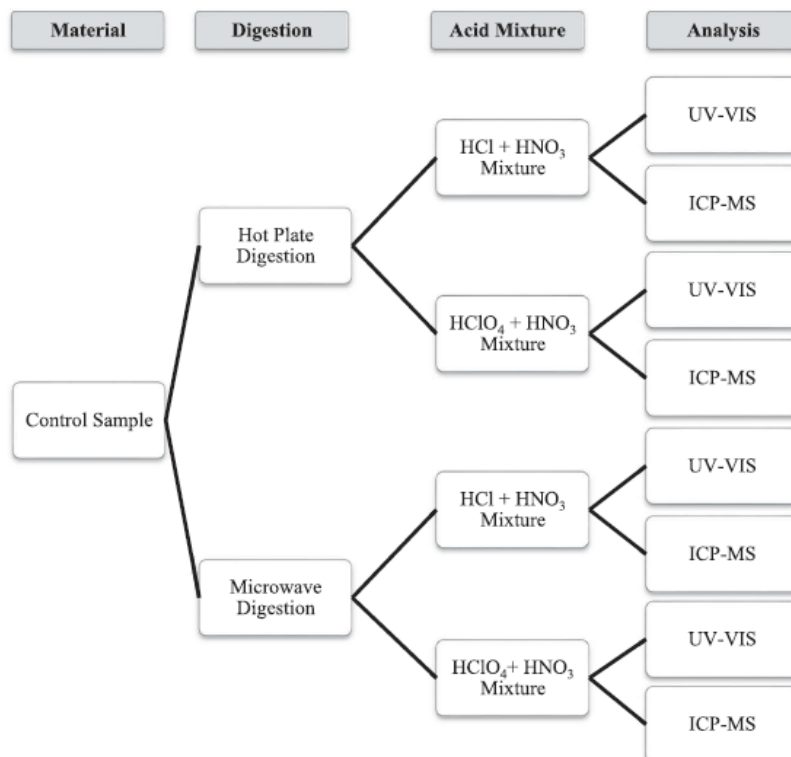 Material
Digestion
Acid Mixture
Analysis
Control Sample
Hot Plate
Digestion
HCl + HNO₃
Mixture
UV-VIS
ICP-MS
HClO₄ + HNO₃
Mixture
UV-VIS
ICP-MS
Microwave
Digestion
HCl + HNO₃
Mixture
UV-VIS
ICP-MS
HClO₄+ HNO₃
Mixture
UV-VIS
ICP-MS